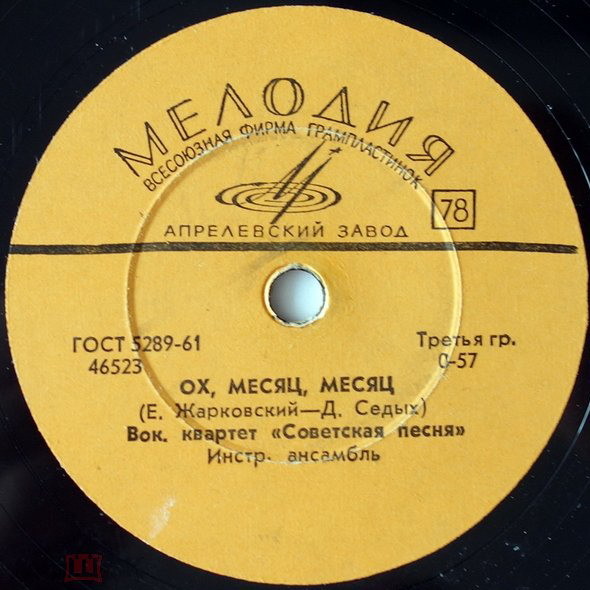 МЕЛОДИЯ
ВСЕСОЮЗНАЯ ФИРМА ГРАМПЛАСТИНОК
78
АПРЕЛЕВСКИЙ ЗАВОД
ГОСТ 5289-61 Третья гр.
46523 0-57
ОХ, МЕСЯЦ, МЕСЯЦ
(Е. Жарковский—Д. Седых)
Вок. квартет «Советская песня»
Инстр. ансамбль